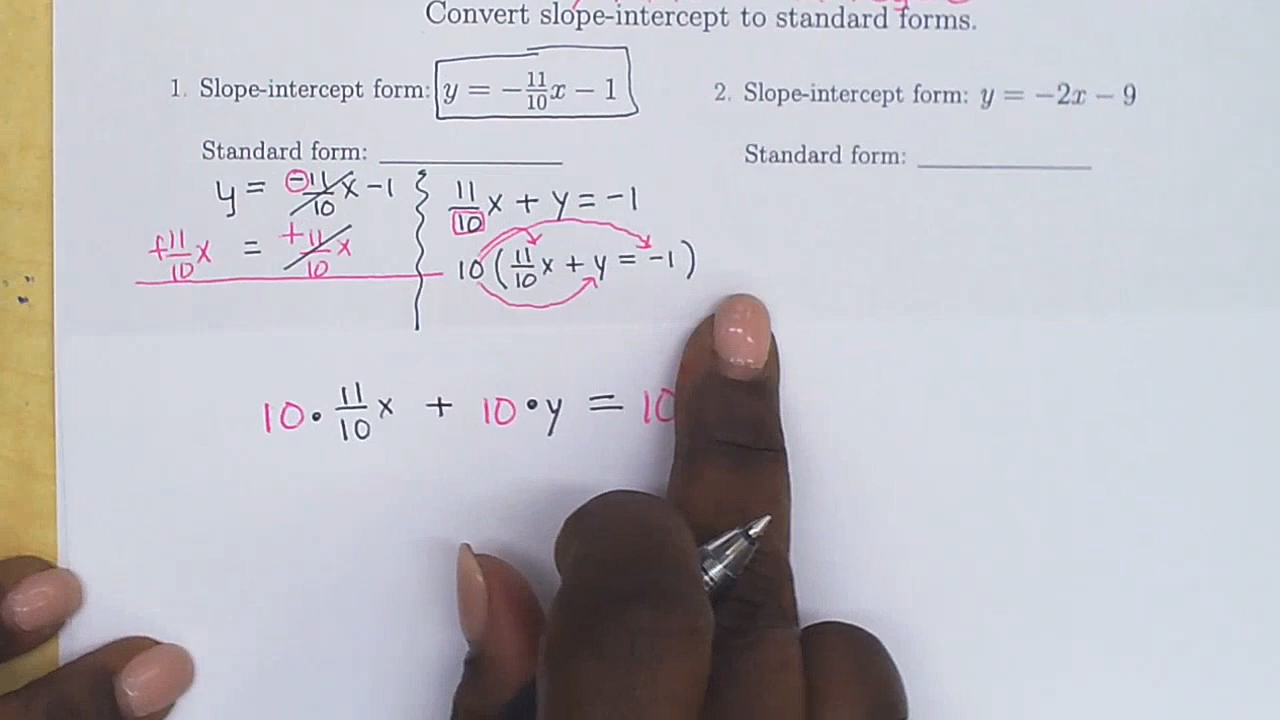 Convert slope-intercept to standard forms.
1. Slope-intercept form: y = −11/10x − 1
Standard form: ____________
y = −11/10x −1
+11/10x = +11/10x
11/10x + y = −1
10(11/10x + y = −1)
10 • 11/10x + 10 • y = 10
2. Slope-intercept form: y = −2x − 9
Standard form: ____________